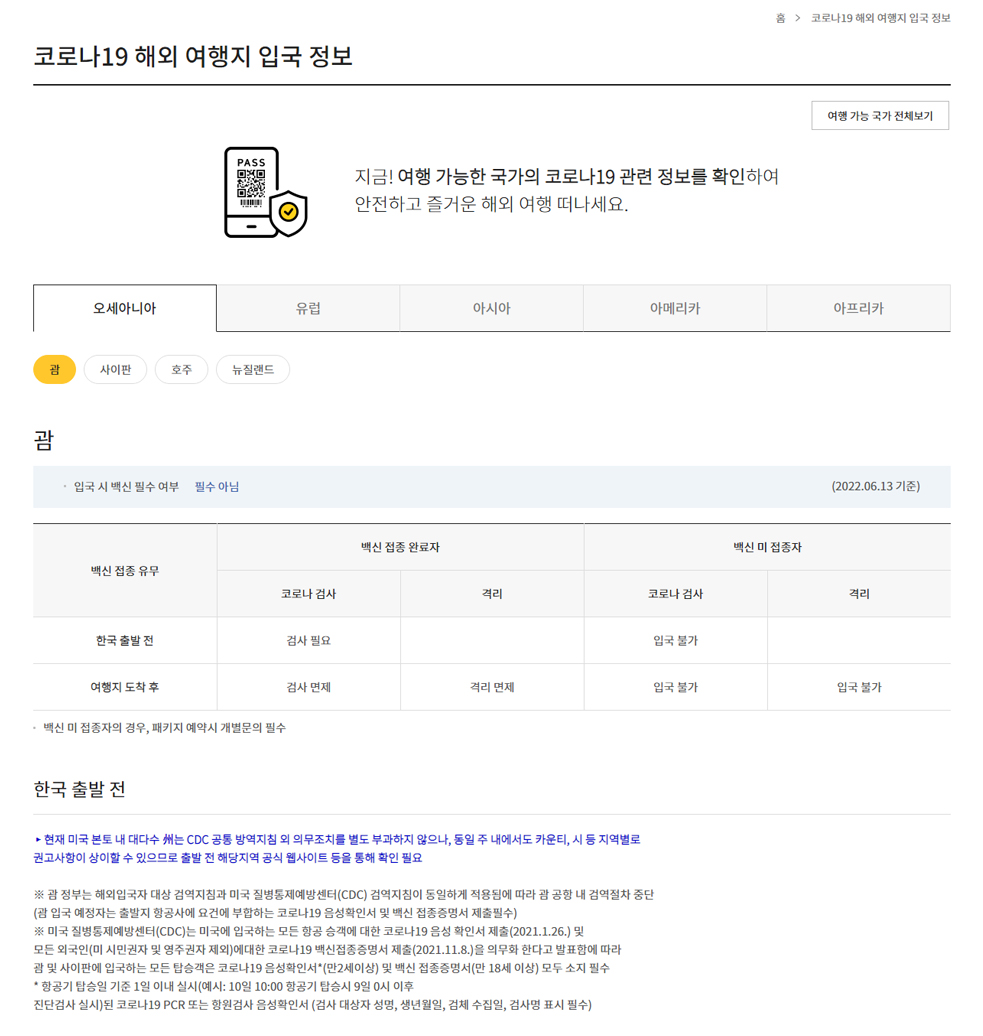 홈 > 코로나19 해외 여행지 입국 정보
코로나19 해외 여행지 입국 정보
여행 가능 국가 전체보기
PASS
지금! 여행 가능한 국가의 코로나19 관련 정보를 확인하여
안전하고 즐거운 해외 여행 떠나세요.
오세아니아 유럽 아시아 아메리카 아프리카
괌 사이판 호주 뉴질랜드
괌
· 입국 시 백신 필수 여부 필수 아님 (2022.06.13 기준)
백신 접종 유무 백신 접종 완료자 백신 미 접종자
코로나 검사 격리 코로나 검사 격리
한국 출발 전 검사 필요 입국 불가
여행지 도착 후 검사 면제 격리 면제 입국 불가 입국 불가
· 백신 미 접종자의 경우, 패키지 예약시 개별문의 필수
한국 출발 전
▸ 현재 미국 본토 내 대다수 州는 CDC 공통 방역지침 외 의무조치를 별도 부과하지 않으나, 동일 주 내에서도 카운티, 시 등 지역별로
권고사항이 상이할 수 있으므로 출발 전 해당지역 공식 웹사이트 등을 통해 확인 필요
※ 괌 정부는 해외입국자 대상 검역지침과 미국 질병통제예방센터(CDC) 검역지침이 동일하게 적용됨에 따라 괌 공항 내 검역절차 중단
(괌 입국 예정자는 출발지 항공사에 요건에 부합하는 코로나19 음성확인서 및 백신 접종증명서 제출필수)
※ 미국 질병통제예방센터(CDC)는 미국에 입국하는 모든 항공 승객에 대한 코로나19 음성 확인서 제출(2021.1.26.) 및
모든 외국인(미 시민권자 및 영주권자 제외)에대한 코로나19 백신접종증명서 제출(2021.11.8.)을 의무화 한다고 발표함에 따라
괌 및 사이판에 입국하는 모든 탑승객은 코로나19 음성확인서*(만2세이상) 및 백신 접종증명서(만 18세 이상) 모두 소지 필수
* 항공기 탑승일 기준 1일 이내 실시(예시: 10일 10:00 항공기 탑승시 9일 0시 이후
진단검사 실시)된 코로나19 PCR 또는 항원검사 음성확인서 (검사 대상자 성명, 생년월일, 검체 수집일, 검사명 표시 필수)